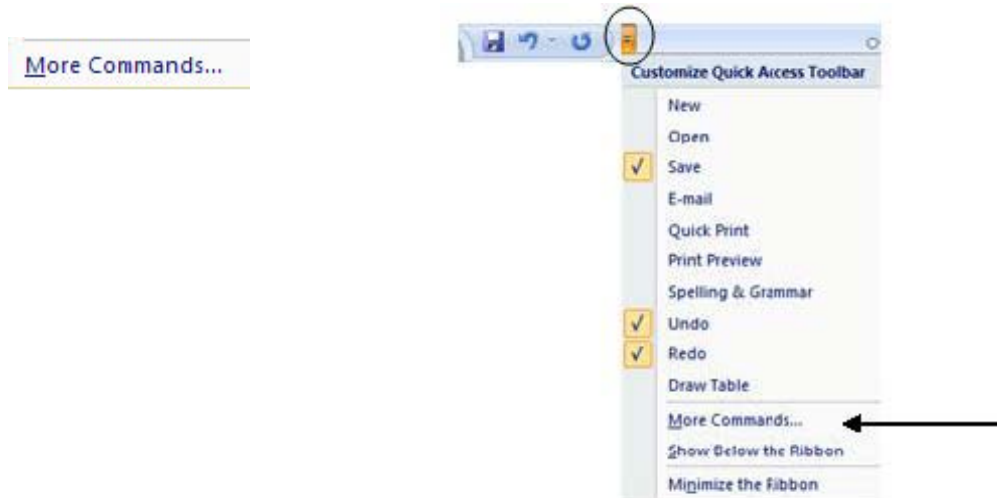 More Commands...
Customize Quick Access Toolbar
New
Open
Save
E-mail
Quick Print
Print Preview
Spelling & Grammar
Undo
Redo
Draw Table
More Commands...
Show Below the Ribbon
Minimize the Ribbon